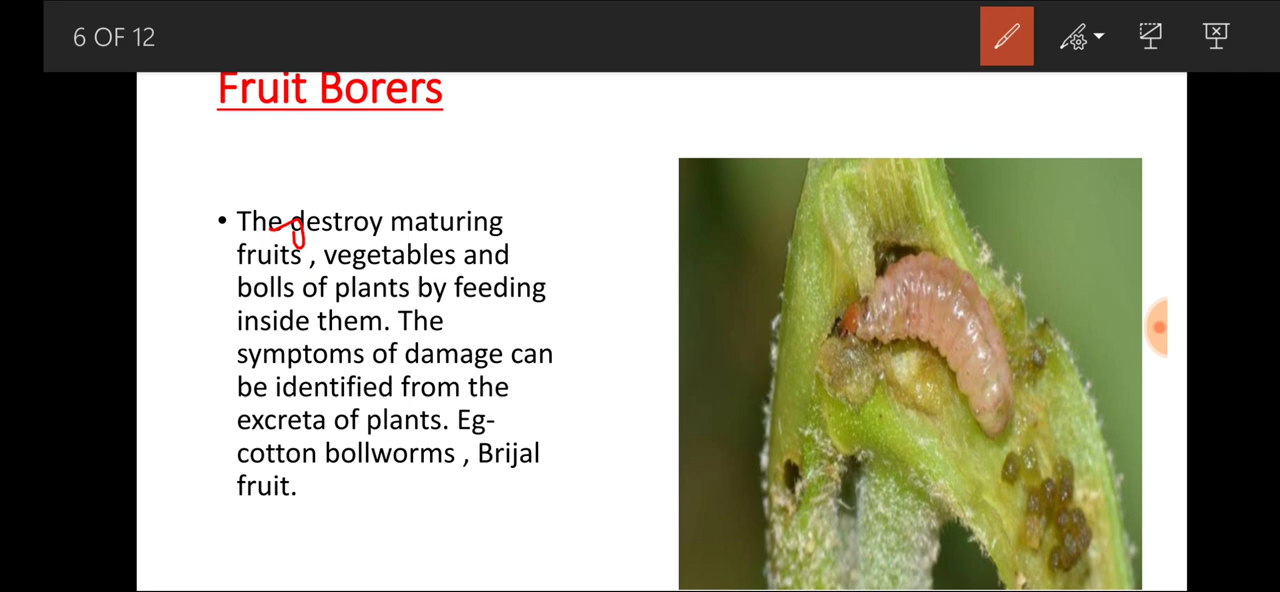 6 OF 12
Fruit Borers
• The destroy maturing
fruits , vegetables and
bolls of plants by feeding
inside them. The
symptoms of damage can
be identified from the
excreta of plants. Eg-
cotton bollworms , Brijal
fruit.